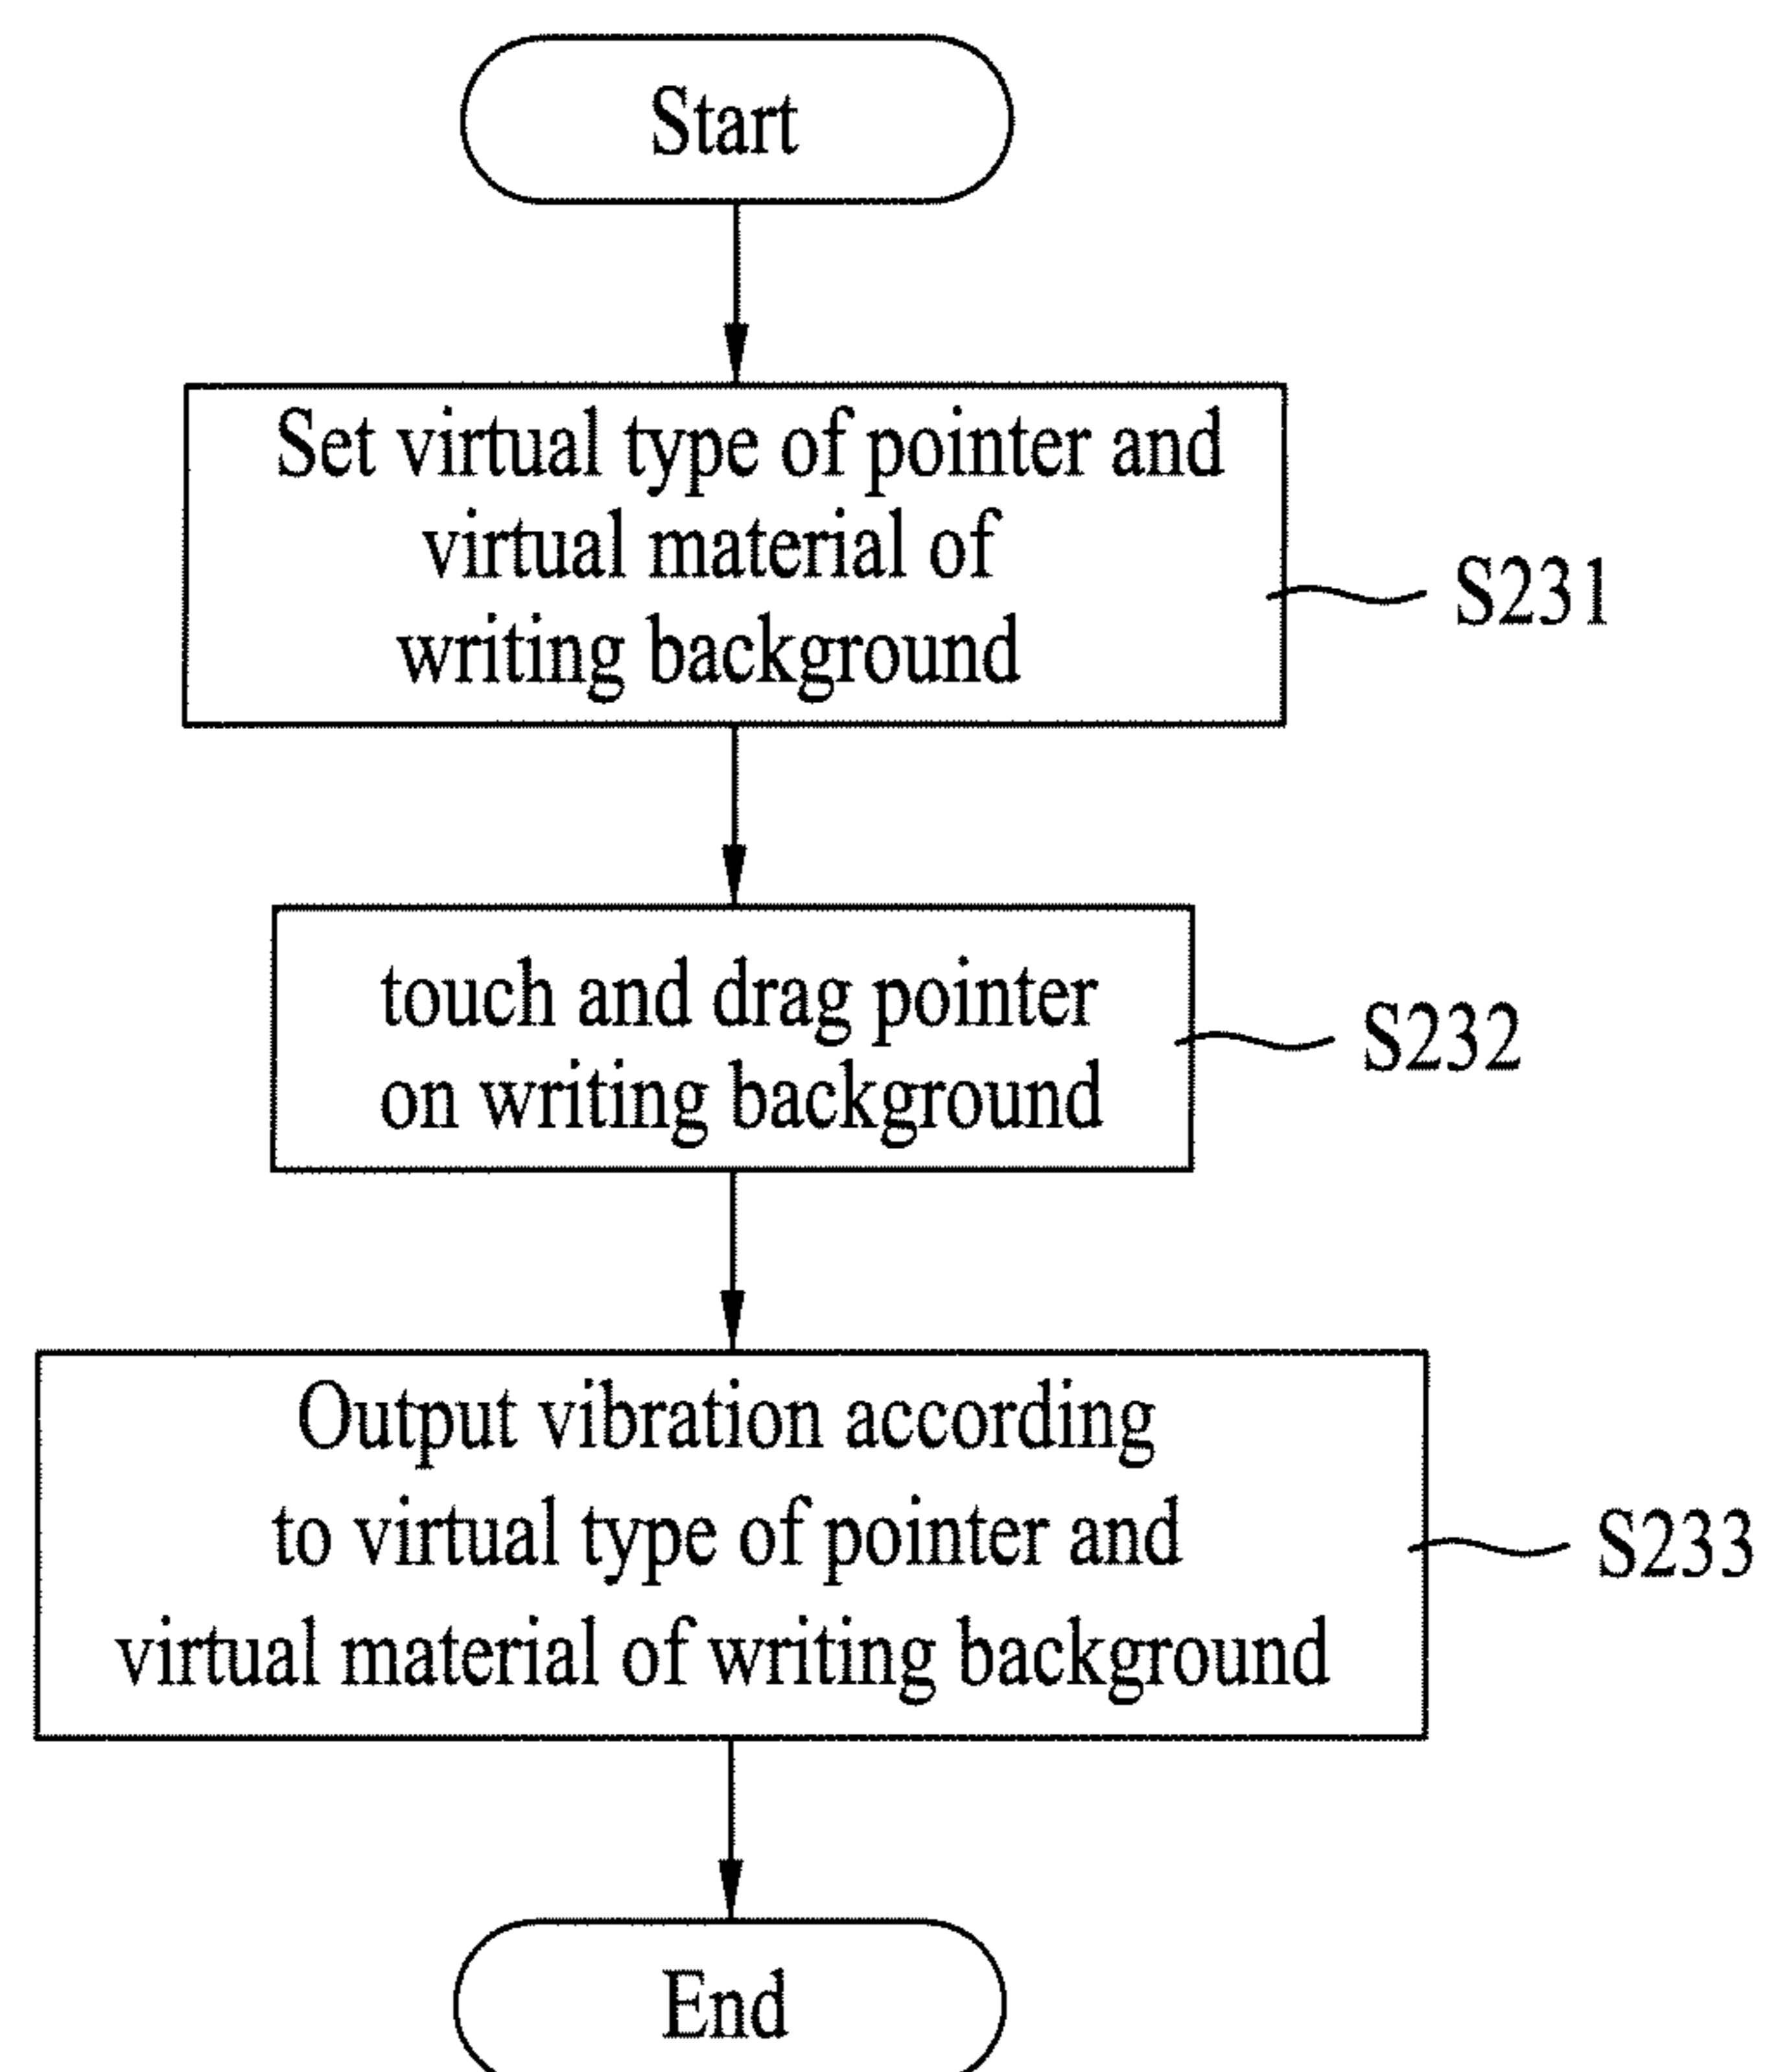 Start
Set virtual type of pointer and
virtual material of
writing background
S231
touch and drag pointer
on writing background
S232
Output vibration according
to virtual type of pointer and
virtual material of writing background
S233
End